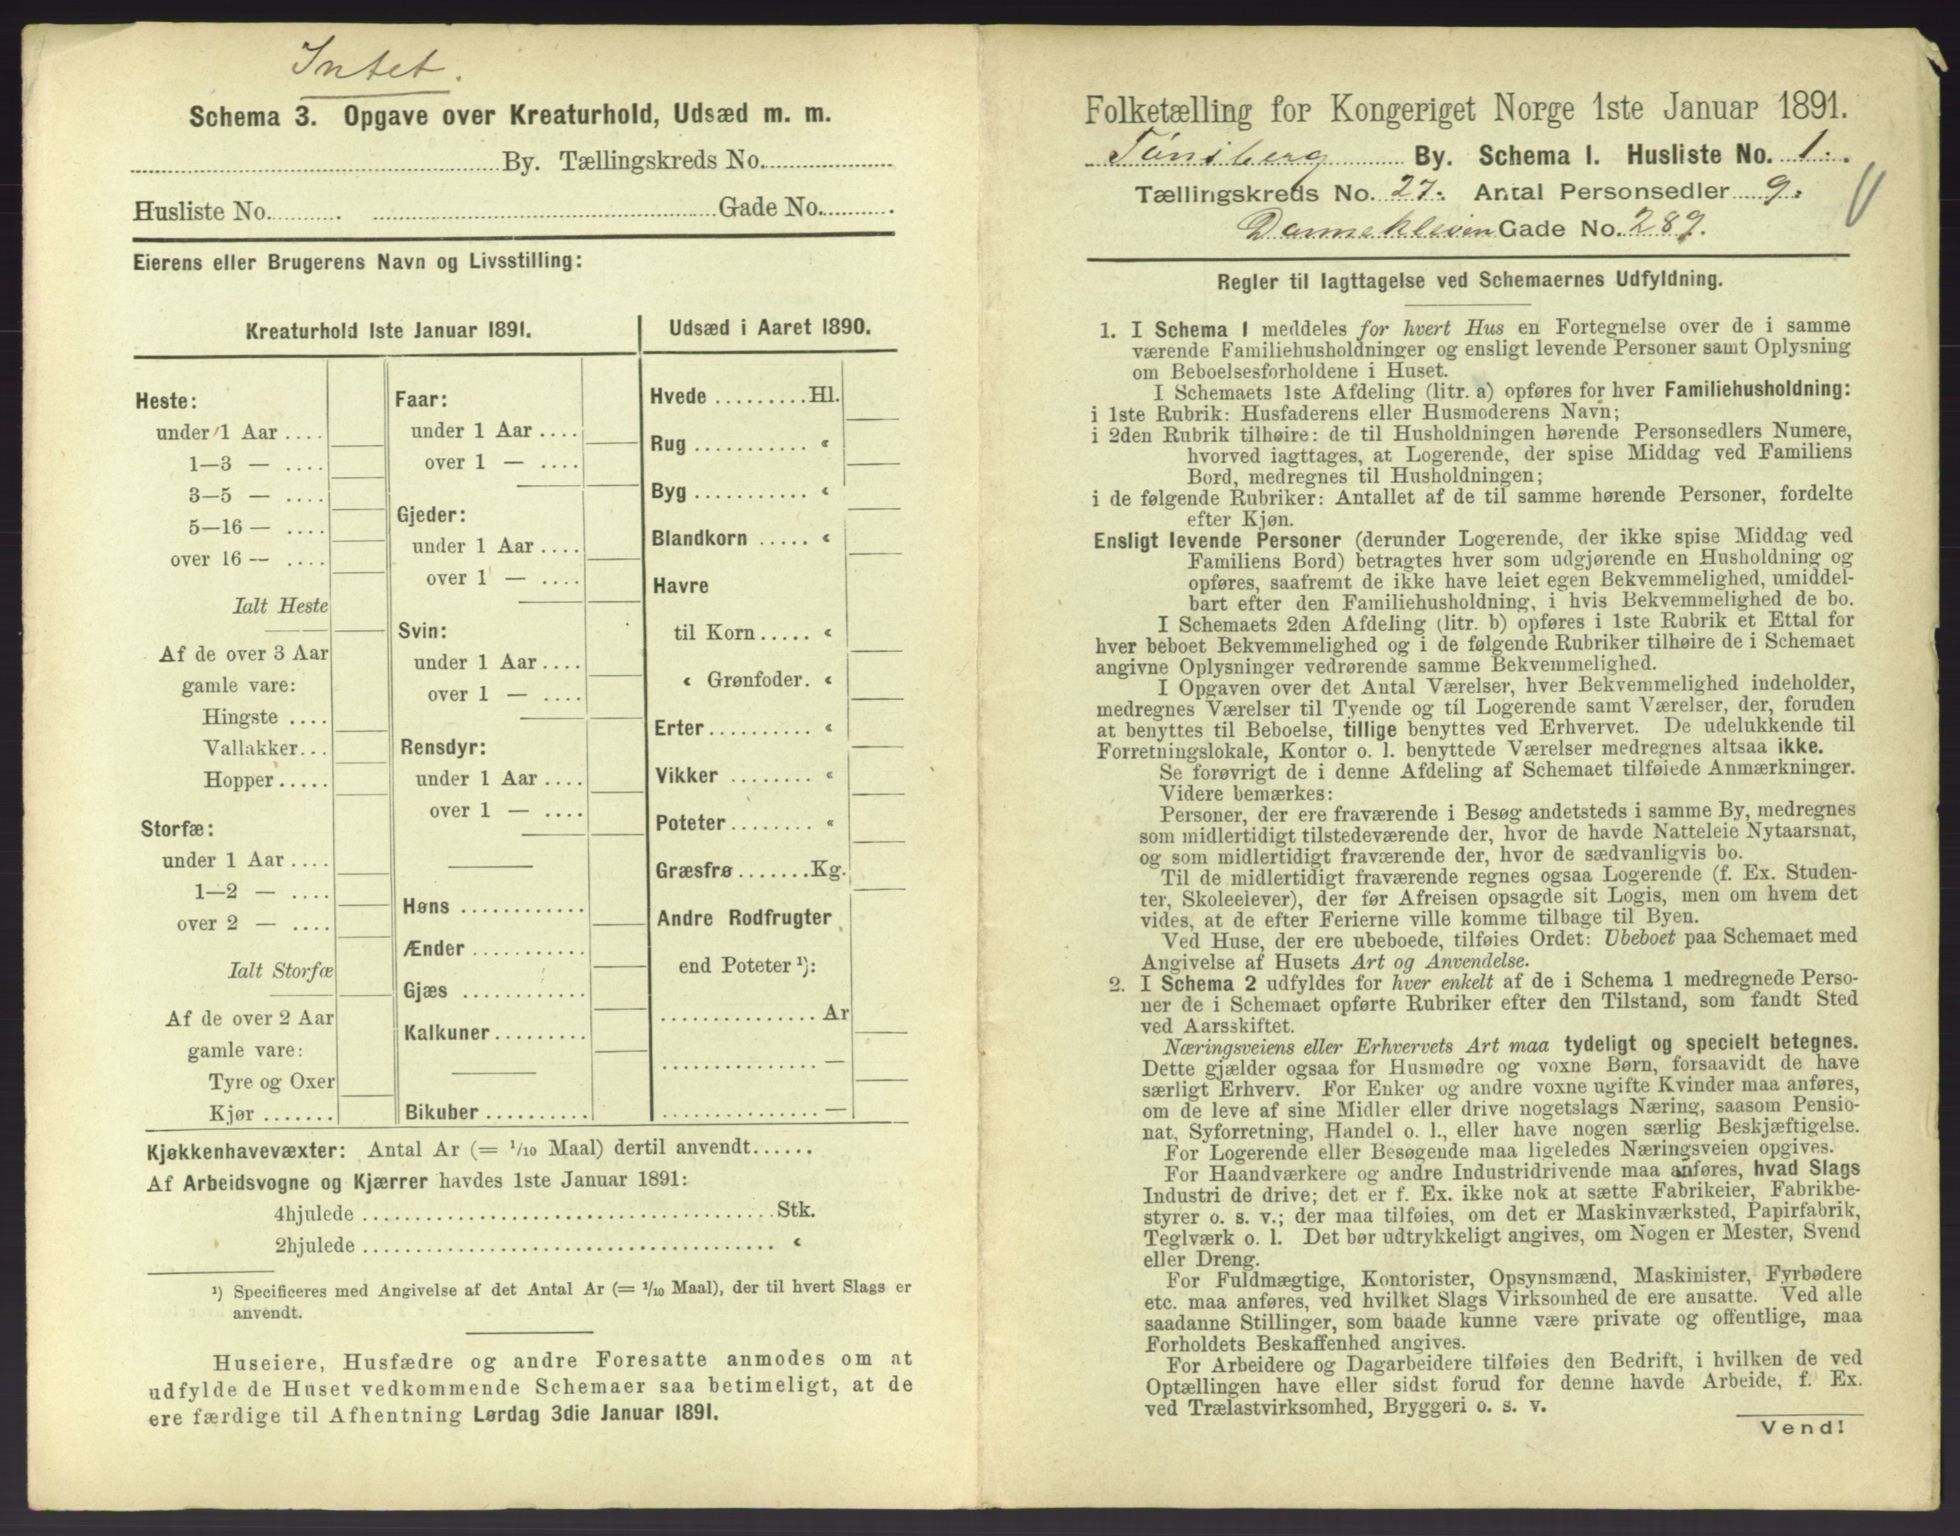 Intet.
Schema 3. Opgave over Kreaturhold, Udsæd m. m.
By. Tællingskreds No.
Husliste No. Gade No.
Eierens eller Brugerens Navn og Livsstilling:
Kreaturhold 1ste Januar 1891.
Heste:
under 1 Aar ....
1—3 — ....
3—5 — ....
5—16 — ....
over 16 — ....
Ialt Heste
Af de over 3 Aar
gamle vare:
Hingste ....
Vallakker...
Hopper.....
Storfæ:
under 1 Aar ....
1—2 — ....
over 2 — ....
Ialt Storfæ
Af de over 2 Aar
gamle vare:
Tyre og Oxer
Kjør .......
Faar:
under 1 Aar ....
over 1 — ....
Gjeder:
under 1 Aar ....
over 1 — ....
Svin:
under 1 Aar ....
over 1 — ....
Rensdyr:
under 1 Aar ....
over 1 — ....
Høns ............
Ænder ...........
Gjæs ............
Kalkuner.........
Bikuber ..........
Udsæd i Aaret 1890.
Hvede .........Hl.
Rug ........... «
Byg ........... «
Blandkorn ..... «
Havre
til Korn..... «
« Grønfoder. «
Erter.......... «
Vikker ........ «
Poteter........ «
Græsfrø.......Kg.
Andre Rodfrugter
end Poteter ¹):
............... Ar
............... —
............... —
Kjøkkenhavevæxter: Antal Ar (= 1/10 Maal) dertil anvendt......
Af Arbeidsvogne og Kjærrer havdes 1ste Januar 1891:
4hjulede ........................................Stk.
2hjulede ........................................ «
¹) Specificeres med Angivelse af det Antal Ar (= 1/10 Maal), der til hvert Slags er
anvendt.
Huseiere, Husfædre og andre Foresatte anmodes om at
udfylde de Huset vedkommende Schemaer saa betimeligt, at de
ere færdige til Afhentning Lørdag 3die Januar 1891.
Folketælling for Kongeriget Norge 1ste Januar 1891.
Tönsberg By. Schema I. Husliste No. 1.
Tællingskreds No. 27. Antal Personsedler 9.
Dannekleven Gade No. 289.
Regler til Iagttagelse ved Schemaernes Udfyldning.
1. I Schema 1 meddeles for hvert Hus en Fortegnelse over de i samme
værende Familiehusholdninger og ensligt levende Personer samt Oplysning
om Beboelsesforholdene i Huset.
I Schemaets 1ste Afdeling (litr. a) opføres for hver Familiehusholdning:
i 1ste Rubrik: Husfaderens eller Husmoderens Navn;
i 2den Rubrik tilhøire: de til Husholdningen hørende Personsedlers Numere,
hvorved iagttages, at Logerende, der spise Middag ved Familiens
Bord, medregnes til Husholdningen;
i de følgende Rubriker: Antallet af de til samme hørende Personer, fordelte
efter Kjøn.
Ensligt levende Personer (derunder Logerende, der ikke spise Middag ved
Familiens Bord) betragtes hver som udgjørende en Husholdning og
opføres, saafremt de ikke have leiet egen Bekvemmelighed, umiddel-
bart efter den Familiehusholdning, i hvis Bekvemmelighed de bo.
I Schemaets 2den Afdeling (litr. b) opføres i 1ste Rubrik et Ettal for
hver beboet Bekvemmelighed og i de følgende Rubriker tilhøire de i Schemaet
angivne Oplysninger vedrørende samme Bekvemmelighed.
I Opgaven over det Antal Værelser, hver Bekvemmelighed indeholder,
medregnes Værelser til Tyende og til Logerende samt Værelser, der, foruden
at benyttes til Beboelse, tillige benyttes ved Erhvervet. De udelukkende til
Forretningslokale, Kontor o. l. benyttede Værelser medregnes altsaa ikke.
Se forøvrigt de i denne Afdeling af Schemaet tilføiede Anmærkninger.
Videre bemærkes:
Personer, der ere fraværende i Besøg andetsteds i samme By, medregnes
som midlertidigt tilstedeværende der, hvor de havde Natteleie Nytaarsnat,
og som midlertidigt fraværende der, hvor de sædvanligvis bo.
Til de midlertidigt fraværende regnes ogsaa Logerende (f. Ex. Studen-
ter, Skoleelever), der før Afreisen opsagde sit Logis, men om hvem det
vides, at de efter Ferierne ville komme tilbage til Byen.
Ved Huse, der ere ubeboede, tilføies Ordet: Ubeboet paa Schemaet med
Angivelse af Husets Art og Anvendelse.
2. I Schema 2 udfyldes for hver enkelt af de i Schema 1 medregnede Perso-
ner de i Schemaet opførte Rubriker efter den Tilstand, som fandt Sted
ved Aarsskiftet.
Næringsveiens eller Erhvervets Art maa tydeligt og specielt betegnes.
Dette gjælder ogsaa for Husmødre og voxne Børn, forsaavidt de have
særligt Erhverv. For Enker og andre voxne ugifte Kvinder maa anføres,
om de leve af sine Midler eller drive nogetslags Næring, saasom Pensio-
nat, Syforretning, Handel o. l., eller have nogen særlig Beskjæftigelse.
For Logerende eller Besøgende maa ligeledes Næringsveien opgives.
For Haandværkere og andre Industridrivende maa anføres, hvad Slags
Industri de drive; det er f. Ex. ikke nok at sætte Fabrikeier, Fabrikbe-
styrer o. s. v.; der maa tilføies, om det er Maskinværksted, Papirfabrik,
Teglværk o. l. Det bør udtrykkeligt angives, om Nogen er Mester, Svend
eller Dreng.
For Fuldmægtige, Kontorister, Opsynsmænd, Maskinister, Fyrbødere
etc. maa anføres, ved hvilket Slags Virksomhed de ere ansatte. Ved alle
saadanne Stillinger, som baade kunne være private og offentlige, maa
Forholdets Beskaffenhed angives.
For Arbeidere og Dagarbeidere tilføies den Bedrift, i hvilken de ved
Optællingen have eller sidst forud for denne havde Arbeide, f. Ex.
ved Trælastvirksomhed, Bryggeri o. s. v.
Vend!